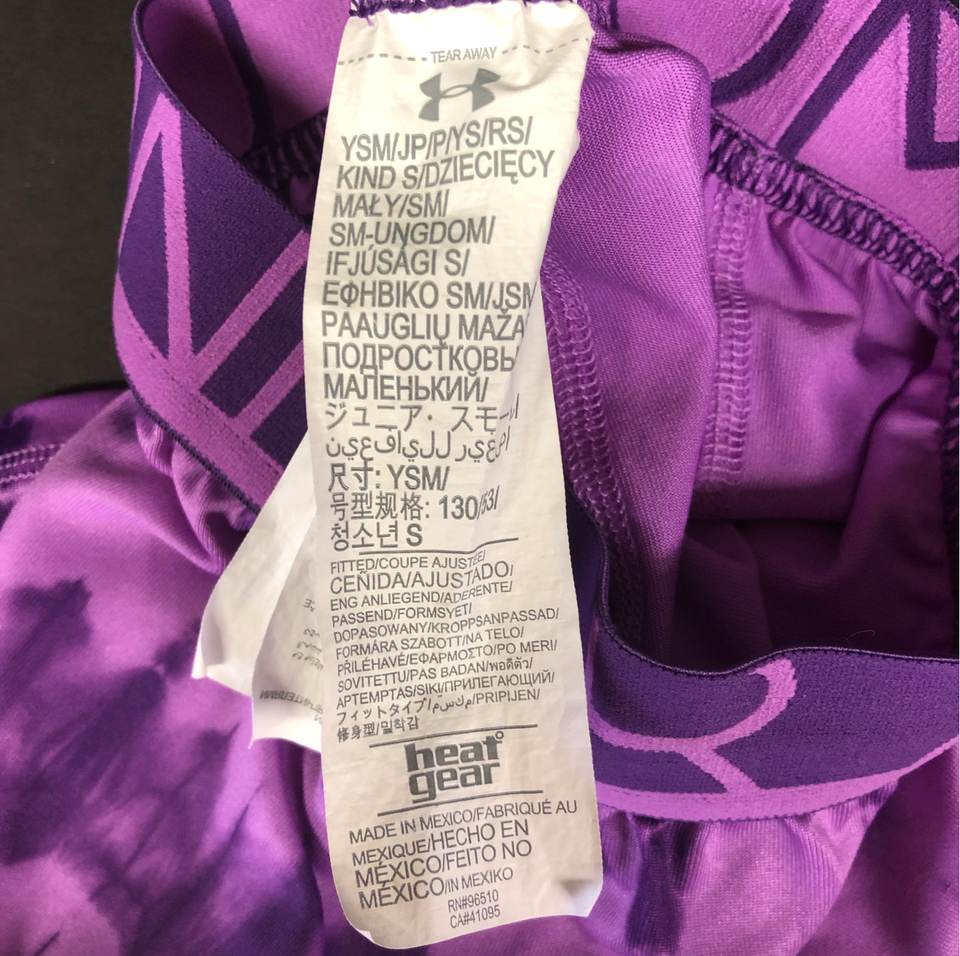 TEAR AWAY
YSM/JP/P/YS/RS/
KIND S/DZIECIĘCY
MAŁY/SM/
SM-UNGDOM/
IFJÚSÁGI S/
ΕΦΗΒΙΚΟ SM/JSM
PAAUGLIŲ MAŽA
ПОДРОСТКОВЫ
МАЛЕНЬКИЙ/
ジュニア・スモール
尺寸: YSM/
号型规格: 130/53/
청소년 S
FITTED/COUPE AJUSTÉE/
CEÑIDA/AJUSTADO/
ENG ANLIEGEND/ADERENTE/
PASSEND/FORMSYET/
DOPASOWANY/KROPPSANPASSAD/
FORMÁRA SZABOTT/NA TELO/
PŘILÉHAVÉ/ΕΦΑΡΜΟΣΤΟ/PO MERI/
SOVITETTU/PAS BADAN/พอดีตัว/
APTEMPTAS/SIKI/ПРИЛЕГАЮЩИЙ/
フィットタイプ/مكسم/PRIPIJEN/
修身型/밀착감
heat
gear
MADE IN MEXICO/FABRIQUÉ AU
MEXIQUE/HECHO EN
MÉXICO/FEITO NO
MÉXICO/IN MEXIKO
RN#96510
CA#41095